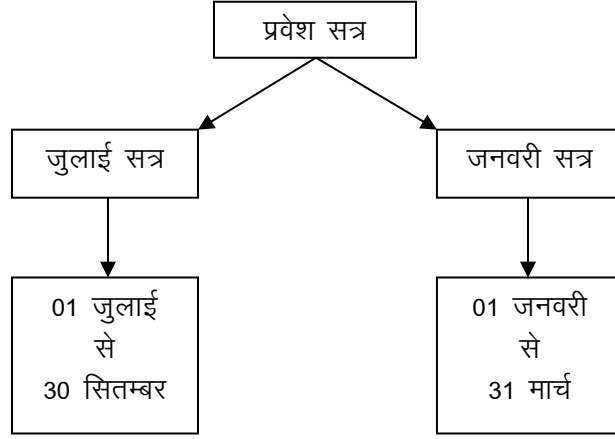 प्रवेश सत्र
जुलाई सत्र
जनवरी सत्र
01 जुलाई
से
30 सितम्बर
01 जनवरी
से
31 मार्च